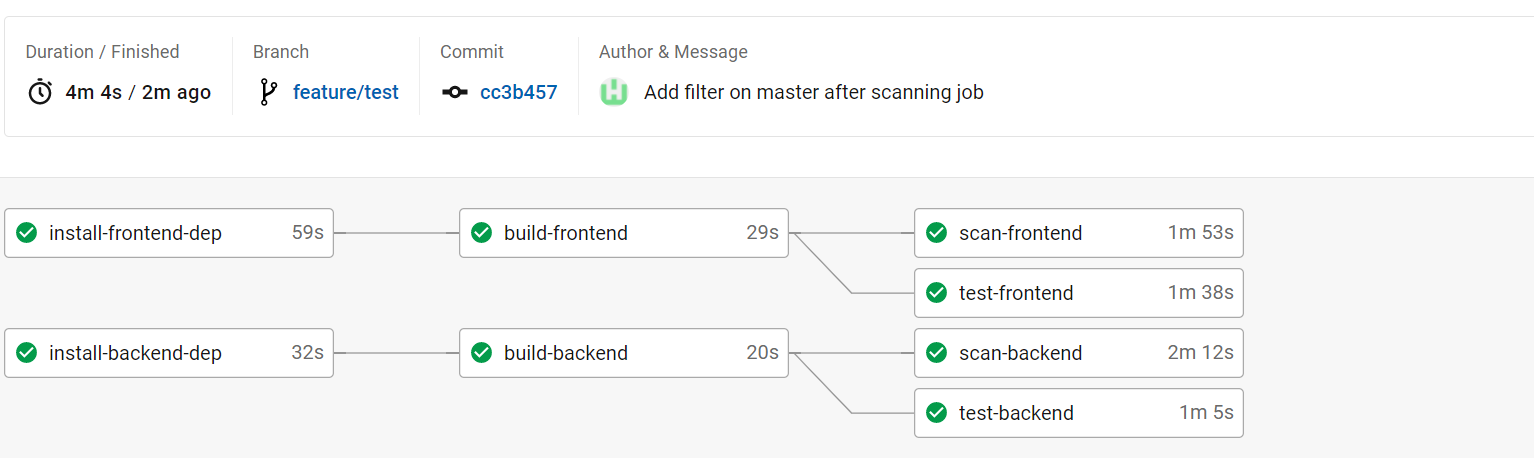 Duration / Finished Branch Commit Author & Message
4m 4s / 2m ago feature/test cc3b457 Add filter on master after scanning job
install-frontend-dep 59s build-frontend 29s scan-frontend 1m 53s
test-frontend 1m 38s
install-backend-dep 32s build-backend 20s scan-backend 2m 12s
test-backend 1m 5s